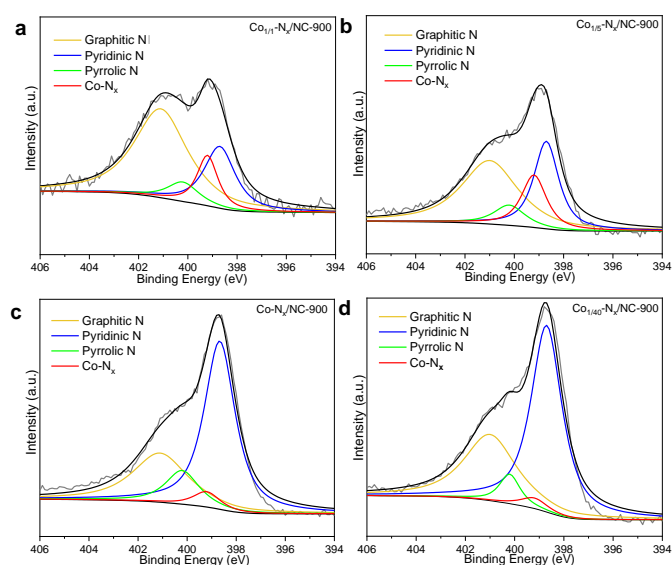 a
Co1/1-Nx/NC-900
Graphitic N
Pyridinic N
Pyrrolic N
Co-Nx
Intensity (a.u.)
406 404 402 400 398 396 394
Binding Energy (eV)
b
Co1/5-Nx/NC-900
Graphitic N
Pyridinic N
Pyrrolic N
Co-Nx
Intensity (a.u.)
406 404 402 400 398 396 394
Binding Energy (eV)
c
Co-Nx/NC-900
Graphitic N
Pyridinic N
Pyrrolic N
Co-Nx
Intensity (a.u.)
406 404 402 400 398 396 394
Binding Energy (eV)
d
Co1/40-Nx/NC-900
Graphitic N
Pyridinic N
Pyrrolic N
Co-Nx
Intensity (a.u.)
406 404 402 400 398 396 394
Binding Energy (eV)